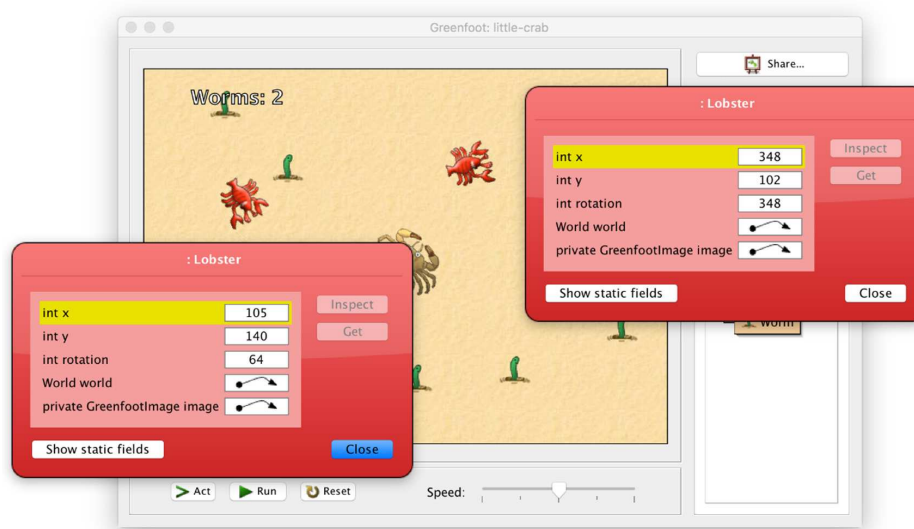 Greenfoot: little-crab
Share...
Worms: 2
: Lobster
int x 348
int y 102
int rotation 348
World world
private GreenfootImage image
Inspect
Get
Show static fields
Close
Worm
: Lobster
int x 105
int y 140
int rotation 64
World world
private GreenfootImage image
Inspect
Get
Show static fields
Close
Act
Run
Reset
Speed: